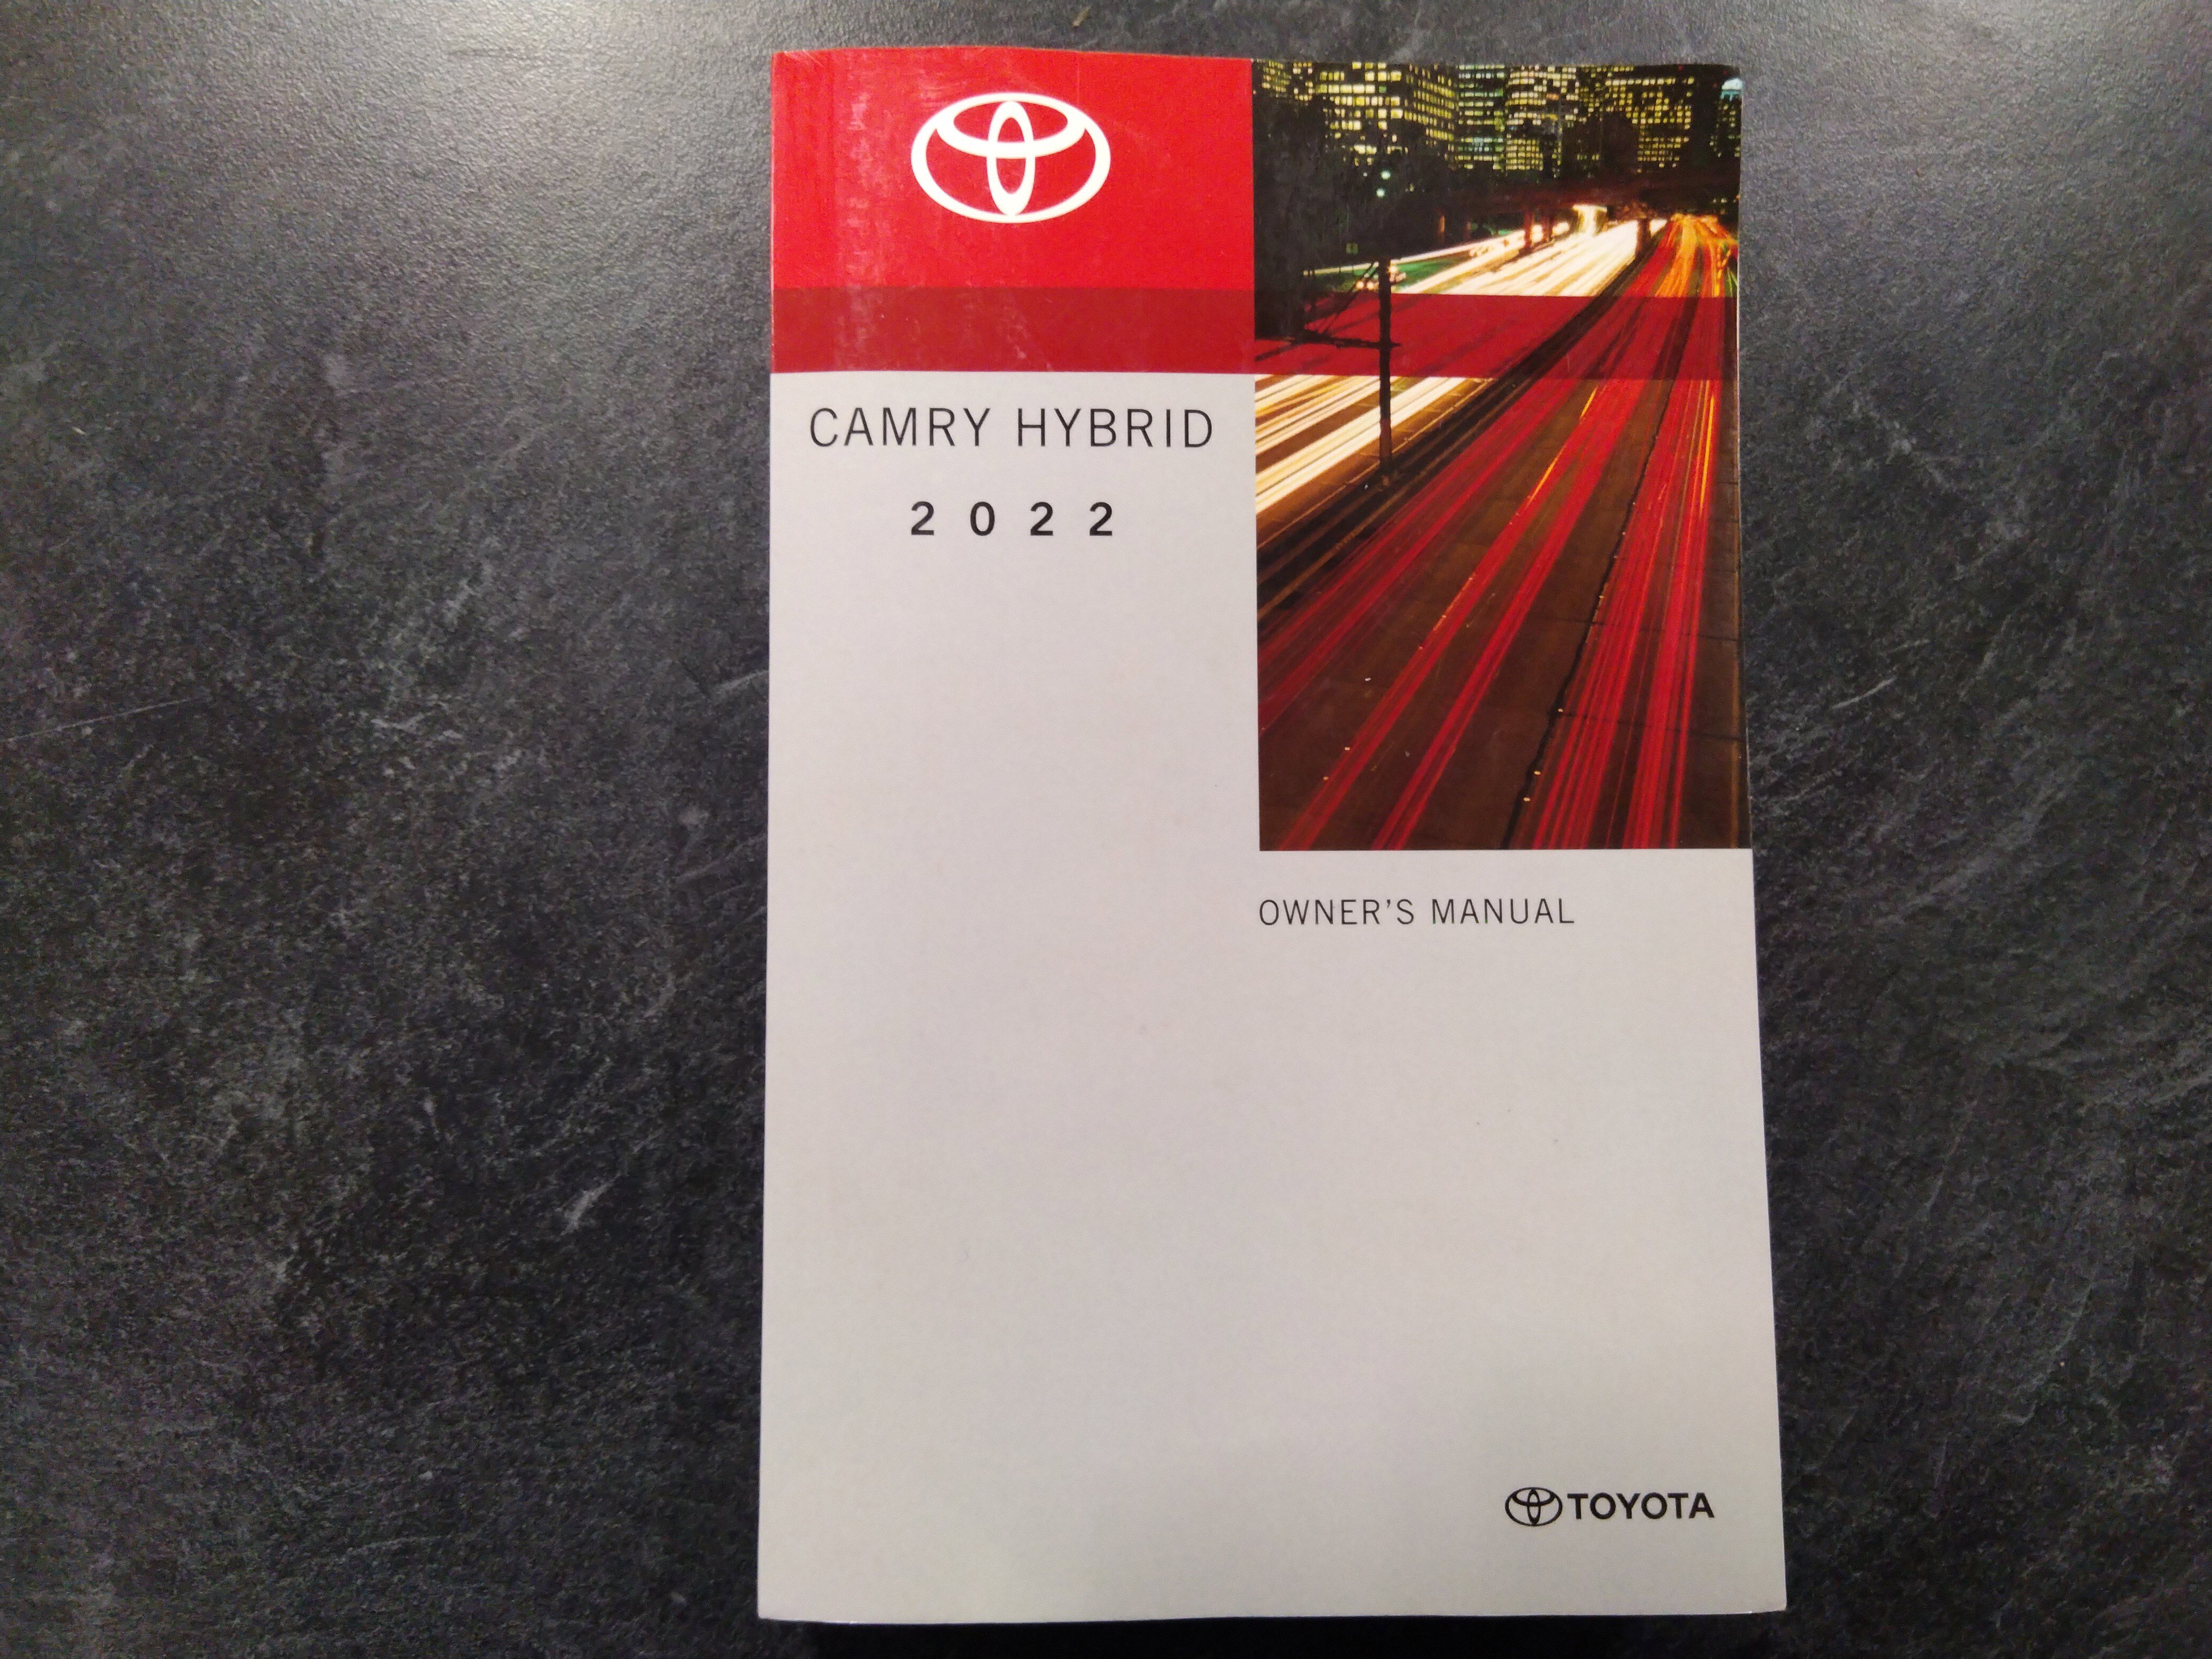 CAMRY HYBRID
2022
OWNER'S MANUAL
TOYOTA